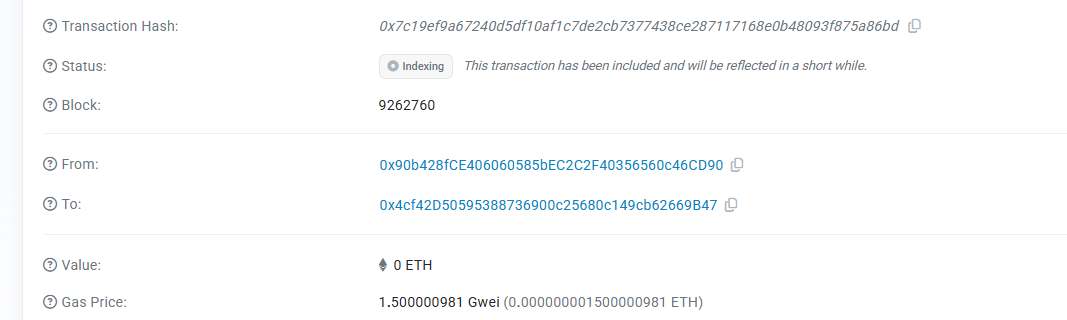 Transaction Hash: 0x7c19ef9a67240d5df10af1c7de2cb7377438ce287117168e0b48093f875a86bd
Status: Indexing This transaction has been included and will be reflected in a short while.
Block: 9262760
From: 0x90b428fCE406060585bEC2C2F40356560c46CD90
To: 0x4cf42D50595388736900c25680c149cb62669B47
Value: 0 ETH
Gas Price: 1.500000981 Gwei (0.000000001500000981 ETH)